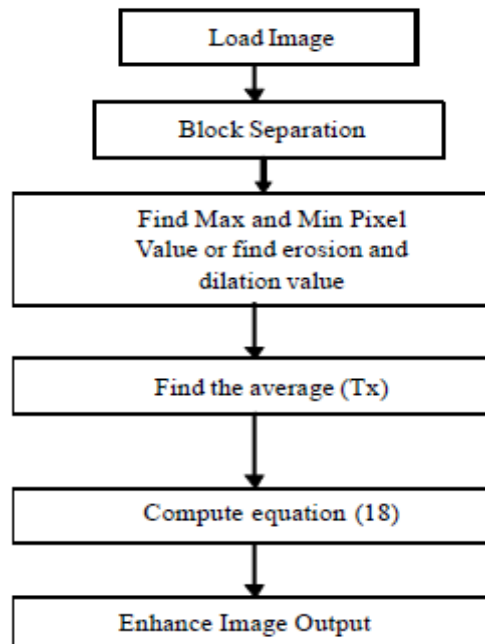 Load Image
Block Separation
Find Max and Min Pixel
Value or find erosion and
dilation value
Find the average (Tx)
Compute equation (18)
Enhance Image Output